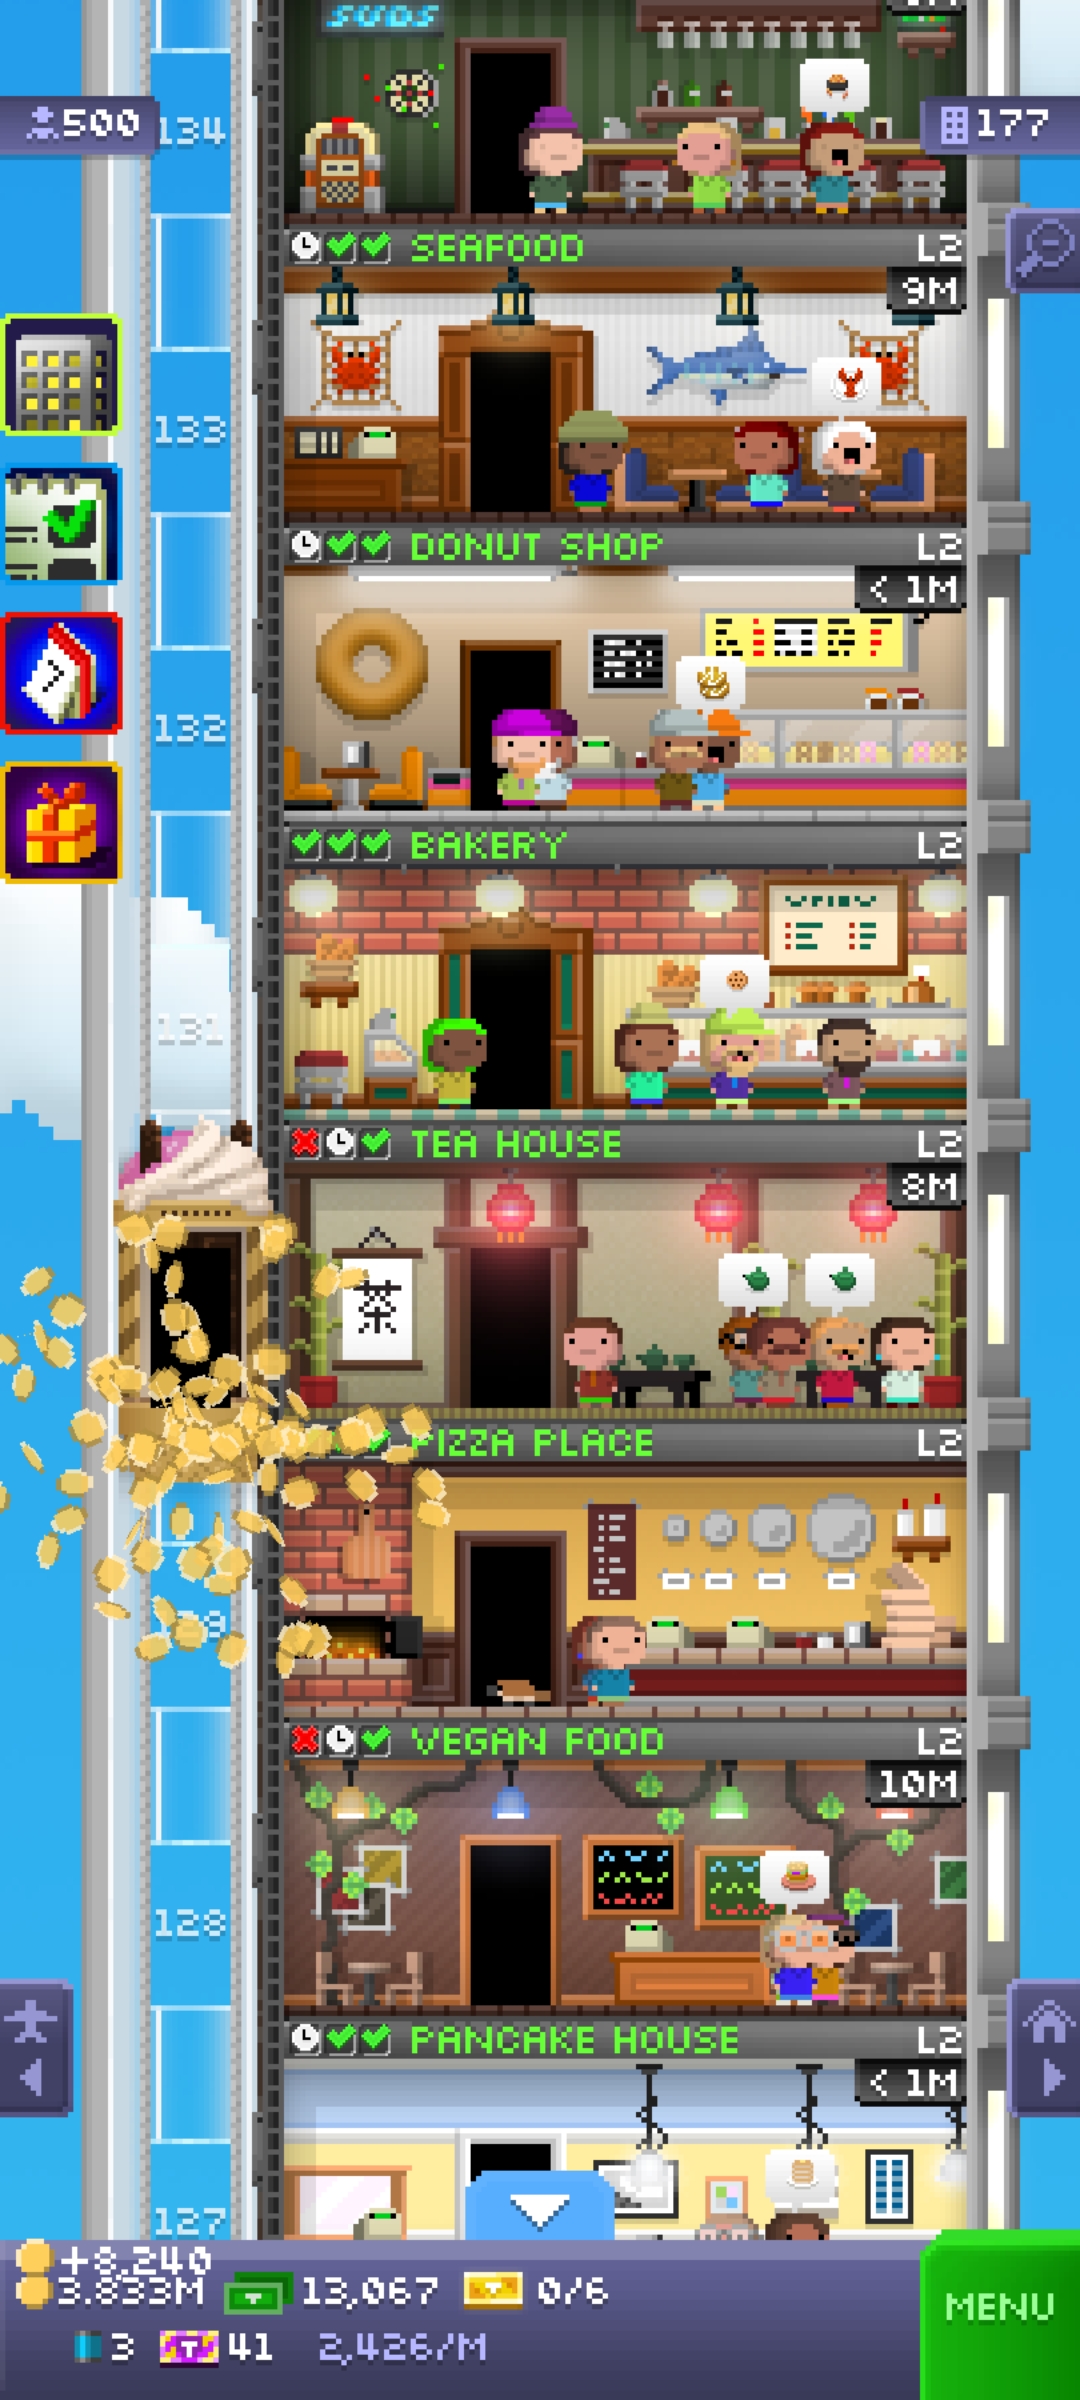 SUDS
500
134
177
SEAFOOD L2
9M
133
DONUT SHOP L2
< 1M
132
BAKERY L2
131
TEA HOUSE L2
8M
茶
PIZZA PLACE L2
VEGAN FOOD L2
10M
128
PANCAKE HOUSE L2
< 1M
127
+8,240
3.833M 13,067 0/6
3 41 2,426/M
MENU